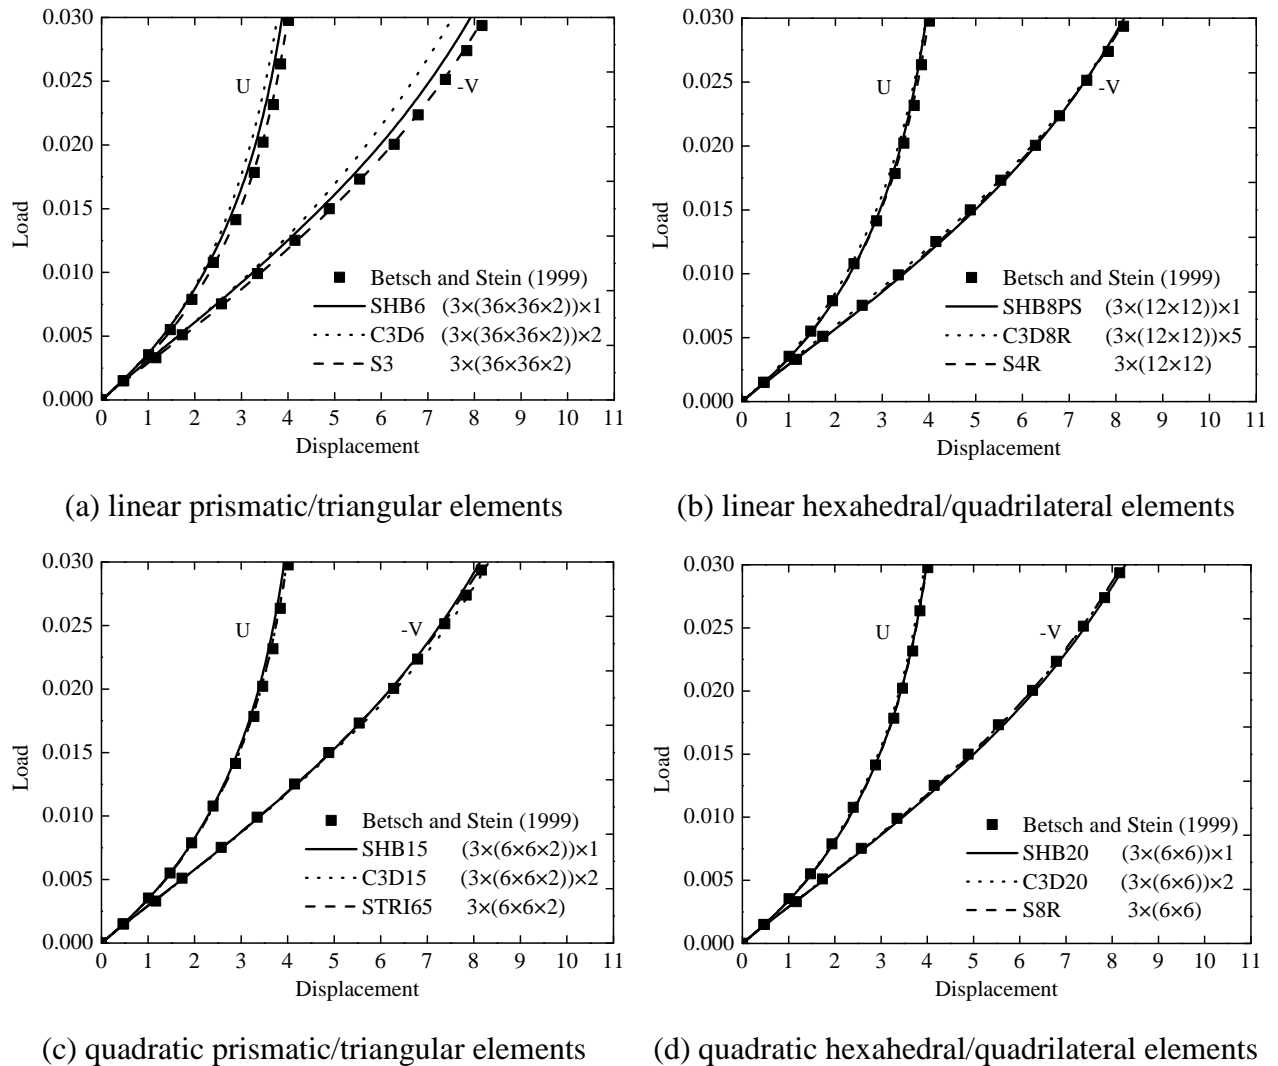 0.030
0.025
0.020
0.015
0.010
0.005
0.000
Load
U
-V
Betsch and Stein (1999)
SHB6 (3×(36×36×2))×1
C3D6 (3×(36×36×2))×2
S3 3×(36×36×2)
0 1 2 3 4 5 6 7 8 9 10 11
Displacement
(a) linear prismatic/triangular elements
0.030
0.025
0.020
0.015
0.010
0.005
0.000
Load
U
-V
Betsch and Stein (1999)
SHB8PS (3×(12×12))×1
C3D8R (3×(12×12))×5
S4R 3×(12×12)
0 1 2 3 4 5 6 7 8 9 10 11
Displacement
(b) linear hexahedral/quadrilateral elements
0.030
0.025
0.020
0.015
0.010
0.005
0.000
Load
U
-V
Betsch and Stein (1999)
SHB15 (3×(6×6×2))×1
C3D15 (3×(6×6×2))×2
STRI65 3×(6×6×2)
0 1 2 3 4 5 6 7 8 9 10 11
Displacement
(c) quadratic prismatic/triangular elements
0.030
0.025
0.020
0.015
0.010
0.005
0.000
Load
U
-V
Betsch and Stein (1999)
SHB20 (3×(6×6))×1
C3D20 (3×(6×6))×2
S8R 3×(6×6)
0 1 2 3 4 5 6 7 8 9 10 11
Displacement
(d) quadratic hexahedral/quadrilateral elements